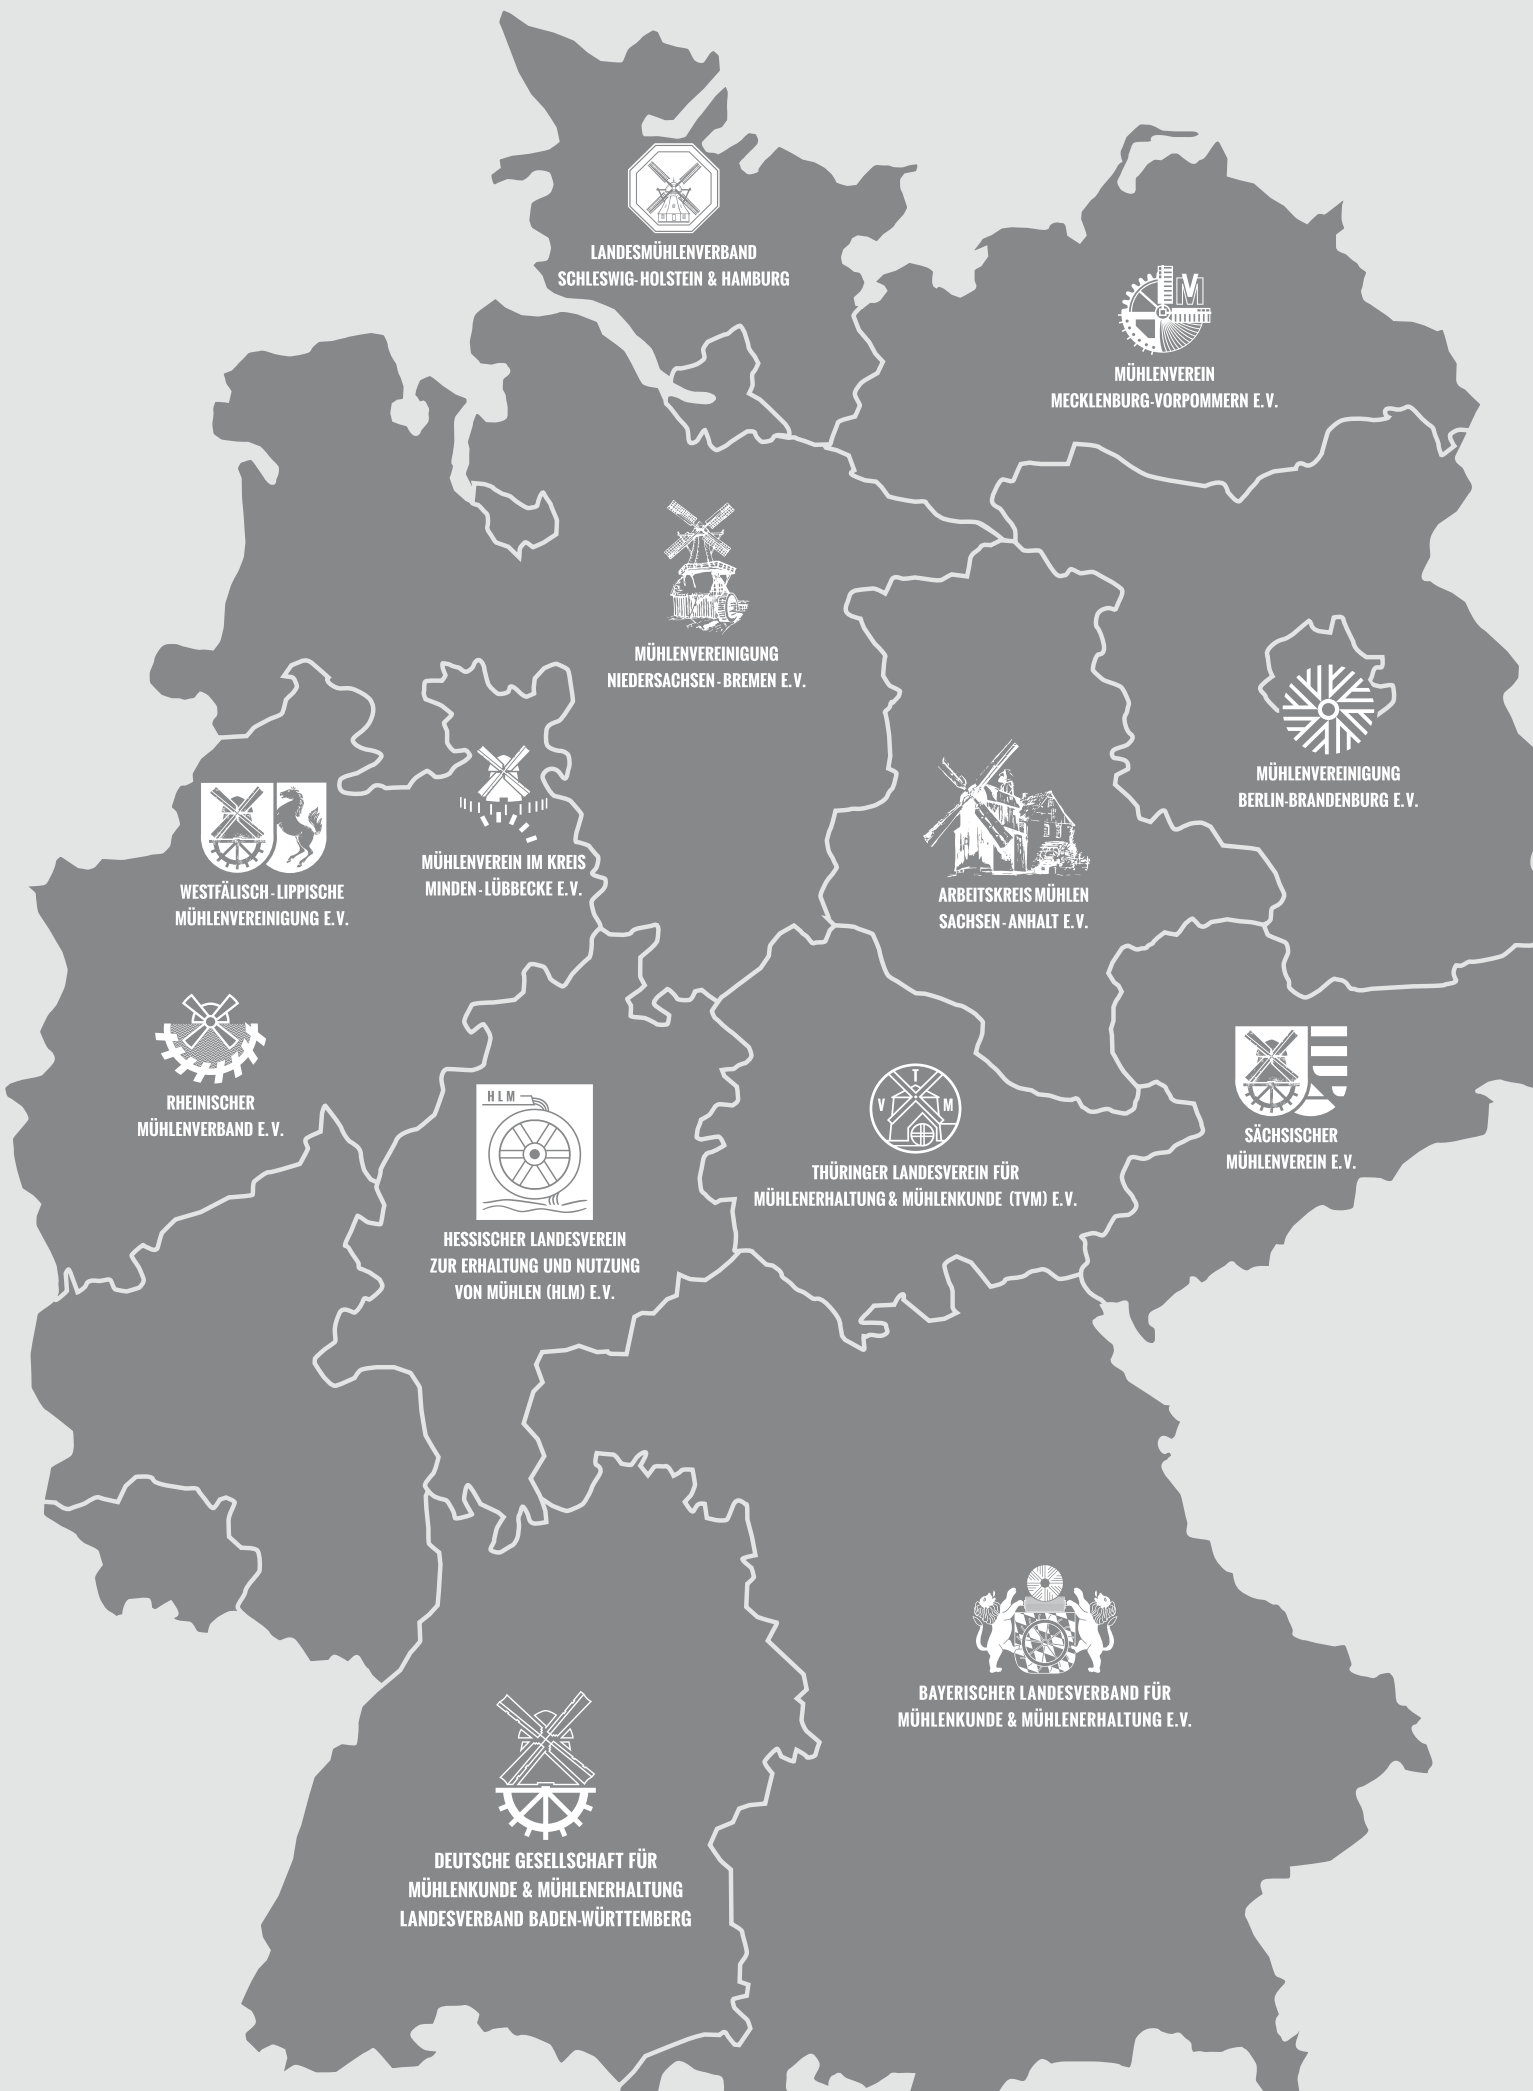 LANDESMÜHLENVERBAND
SCHLESWIG-HOLSTEIN & HAMBURG
M
MÜHLENVEREIN
MECKLENBURG-VORPOMMERN E.V.
MÜHLENVEREINIGUNG
NIEDERSACHSEN-BREMEN E.V.
MÜHLENVEREINIGUNG
BERLIN-BRANDENBURG E.V.
WESTFÄLISCH-LIPPISCHE
MÜHLENVEREINIGUNG E.V.
MÜHLENVEREIN IM KREIS
MINDEN-LÜBBECKE E.V.
ARBEITSKREIS MÜHLEN
SACHSEN-ANHALT E.V.
RHEINISCHER
MÜHLENVERBAND E.V.
HLM
HESSISCHER LANDESVEREIN
ZUR ERHALTUNG UND NUTZUNG
VON MÜHLEN (HLM) E.V.
T
V M
THÜRINGER LANDESVEREIN FÜR
MÜHLENERHALTUNG & MÜHLENKUNDE (TVM) E.V.
SÄCHSISCHER
MÜHLENVEREIN E.V.
BAYERISCHER LANDESVERBAND FÜR
MÜHLENKUNDE & MÜHLENERHALTUNG E.V.
DEUTSCHE GESELLSCHAFT FÜR
MÜHLENKUNDE & MÜHLENERHALTUNG
LANDESVERBAND BADEN-WÜRTTEMBERG